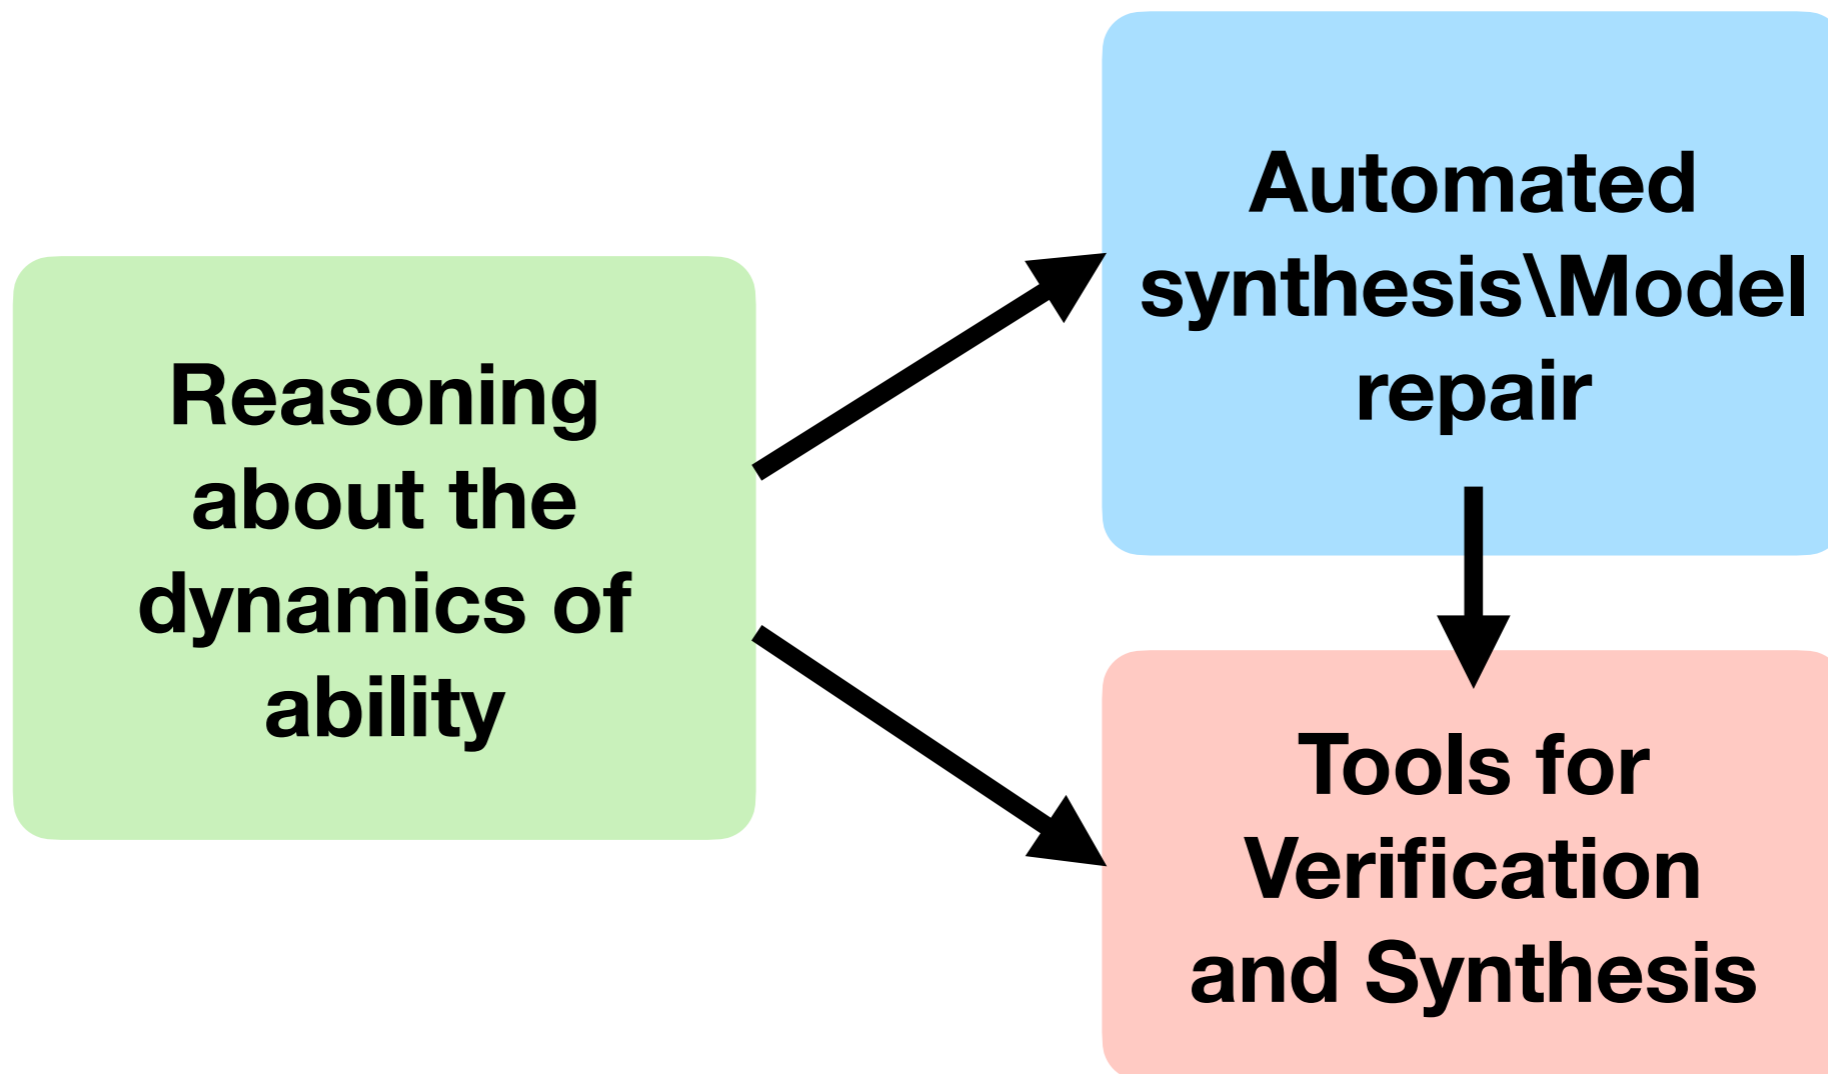 Reasoning
about the
dynamics of
ability
Automated
synthesis\Model
repair
Tools for
Verification
and Synthesis